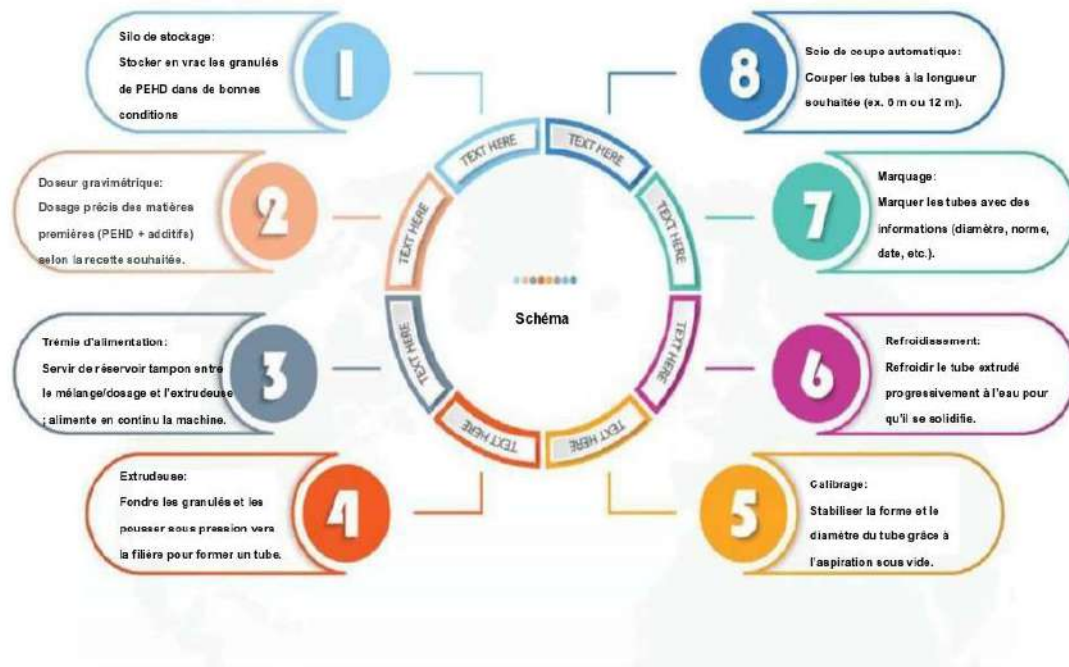 Silo de stockage:
Stocker en vrac les granulés
de PEHD dans de bonnes
conditions
1
Doseur gravimétrique:
Dosage précis des matières
premières (PEHD + additifs)
selon la recette souhaitée.
2
Trémie d'alimentation:
Servir de réservoir tampon entre
le mélange/dosage et l'extrudeuse
; alimente en continu la machine.
3
Extrudeuse:
Fondre les granulés et les
pousser sous pression vers
la filière pour former un tube.
4
Calibrage:
Stabiliser la forme et le
diamètre du tube grâce à
l'aspiration sous vide.
5
Refroidissement:
Refroidir le tube extrudé
progressivement à l'eau pour
qu'il se solidifie.
6
Marquage:
Marquer les tubes avec des
informations (diamètre, norme,
date, etc.).
7
Scie de coupe automatique:
Couper les tubes à la longueur
souhaitée (ex. 6 m ou 12 m).
8
TEXT HERE
TEXT HERE
TEXT HERE
TEXT HERE
TEXT HERE
TEXT HERE
TEXT HERE
TEXT HERE
Schéma